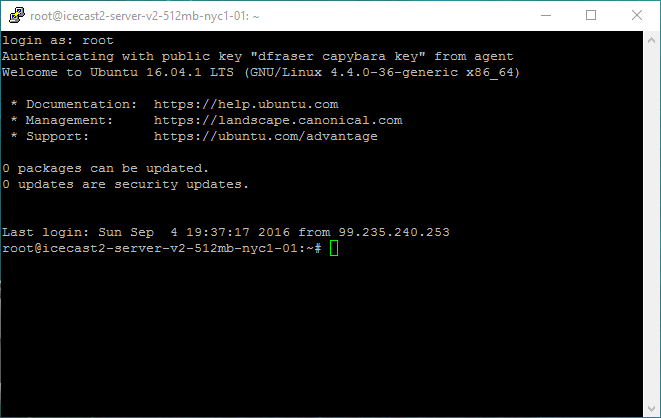 root@icecast2-server-v2-512mb-nyc1-01: ~
login as: root
Authenticating with public key "dfraser capybara key" from agent
Welcome to Ubuntu 16.04.1 LTS (GNU/Linux 4.4.0-36-generic x86_64)
* Documentation:  https://help.ubuntu.com
* Management:     https://landscape.canonical.com
* Support:        https://ubuntu.com/advantage
0 packages can be updated.
0 updates are security updates.
Last login: Sun Sep  4 19:37:17 2016 from 99.235.240.253
root@icecast2-server-v2-512mb-nyc1-01:~#